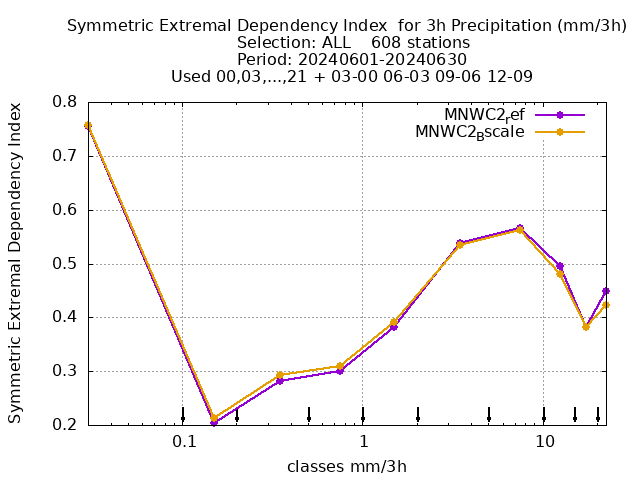 Symmetric Extremal Dependency Index  for 3h Precipitation (mm/3h)
Selection: ALL    608 stations
Period: 20240601-20240630
Used 00,03,...,21 + 03-00 06-03 09-06 12-09
MNWC2ref
MNWC2Bscale
Symmetric Extremal Dependency Index
0.8
0.7
0.6
0.5
0.4
0.3
0.2
0.1
1
10
classes mm/3h